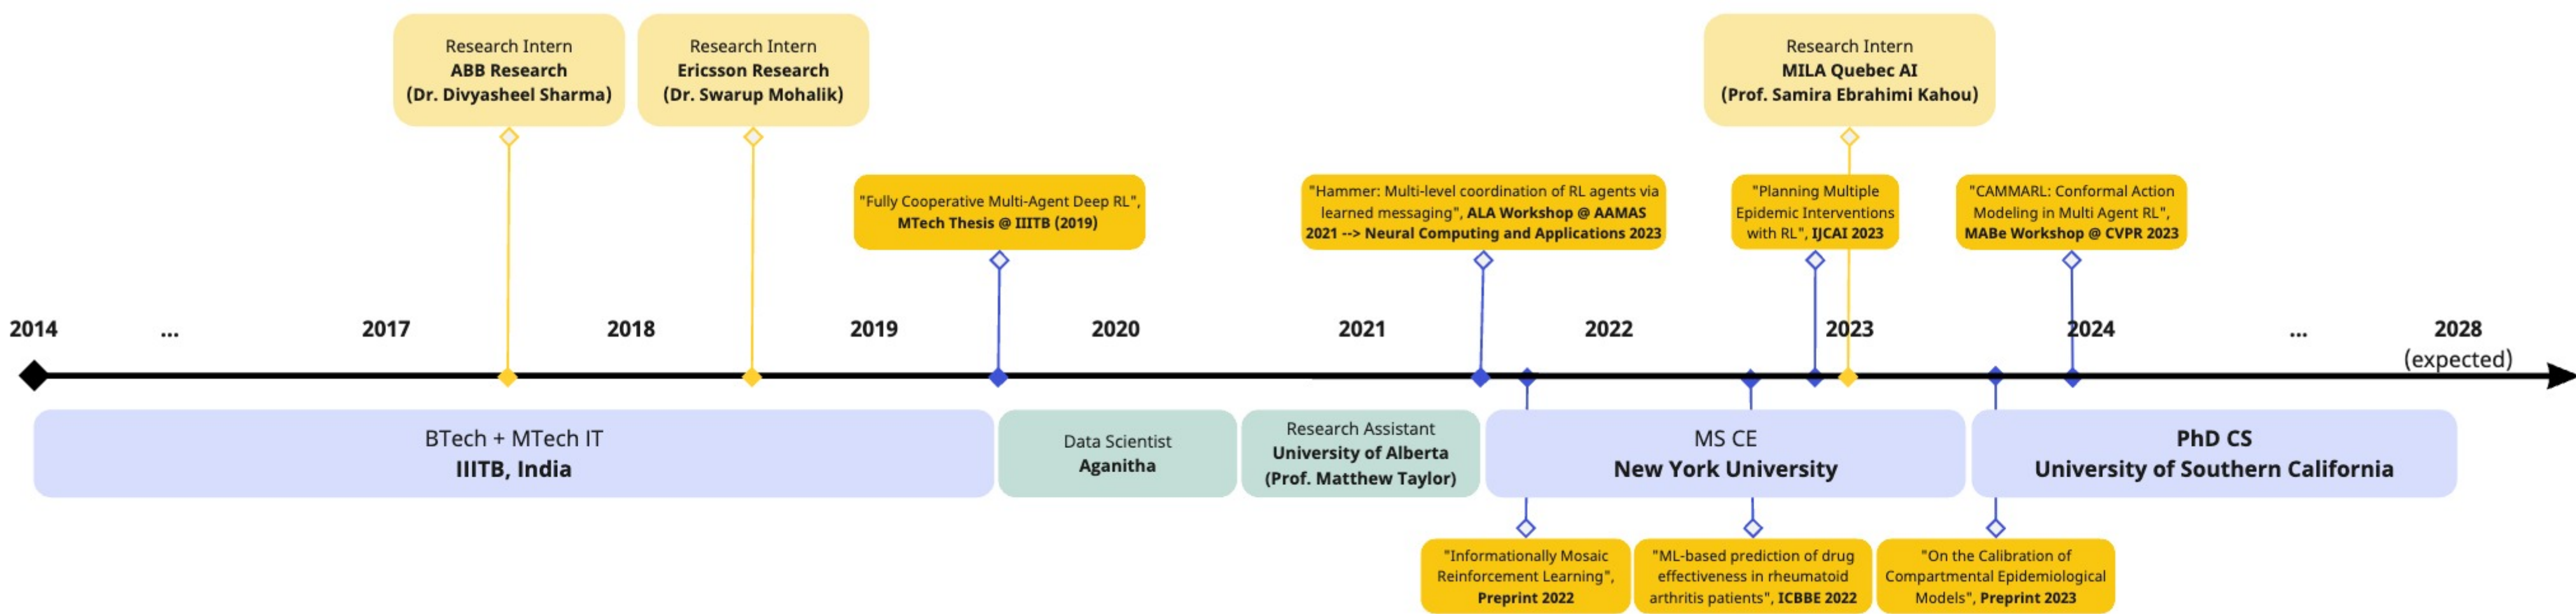 Research Intern
ABB Research
(Dr. Divyasheel Sharma)
Research Intern
Ericsson Research
(Dr. Swarup Mohalik)
Research Intern
MILA Quebec AI
(Prof. Samira Ebrahimi Kahou)
"Fully Cooperative Multi-Agent Deep RL",
MTech Thesis @ IIITB (2019)
"Hammer: Multi-level coordination of RL agents via
learned messaging", ALA Workshop @ AAMAS
2021 --> Neural Computing and Applications 2023
"Planning Multiple
Epidemic Interventions
with RL", IJCAI 2023
"CAMMARL: Conformal Action
Modeling in Multi Agent RL",
MABe Workshop @ CVPR 2023
2014 ... 2017 2018 2019 2020 2021 2022 2023 2024 ... 2028
(expected)
BTech + MTech IT
IIITB, India
Data Scientist
Aganitha
Research Assistant
University of Alberta
(Prof. Matthew Taylor)
MS CE
New York University
PhD CS
University of Southern California
"Informationally Mosaic
Reinforcement Learning",
Preprint 2022
"ML-based prediction of drug
effectiveness in rheumatoid
arthritis patients", ICBBE 2022
"On the Calibration of
Compartmental Epidemiological
Models", Preprint 2023